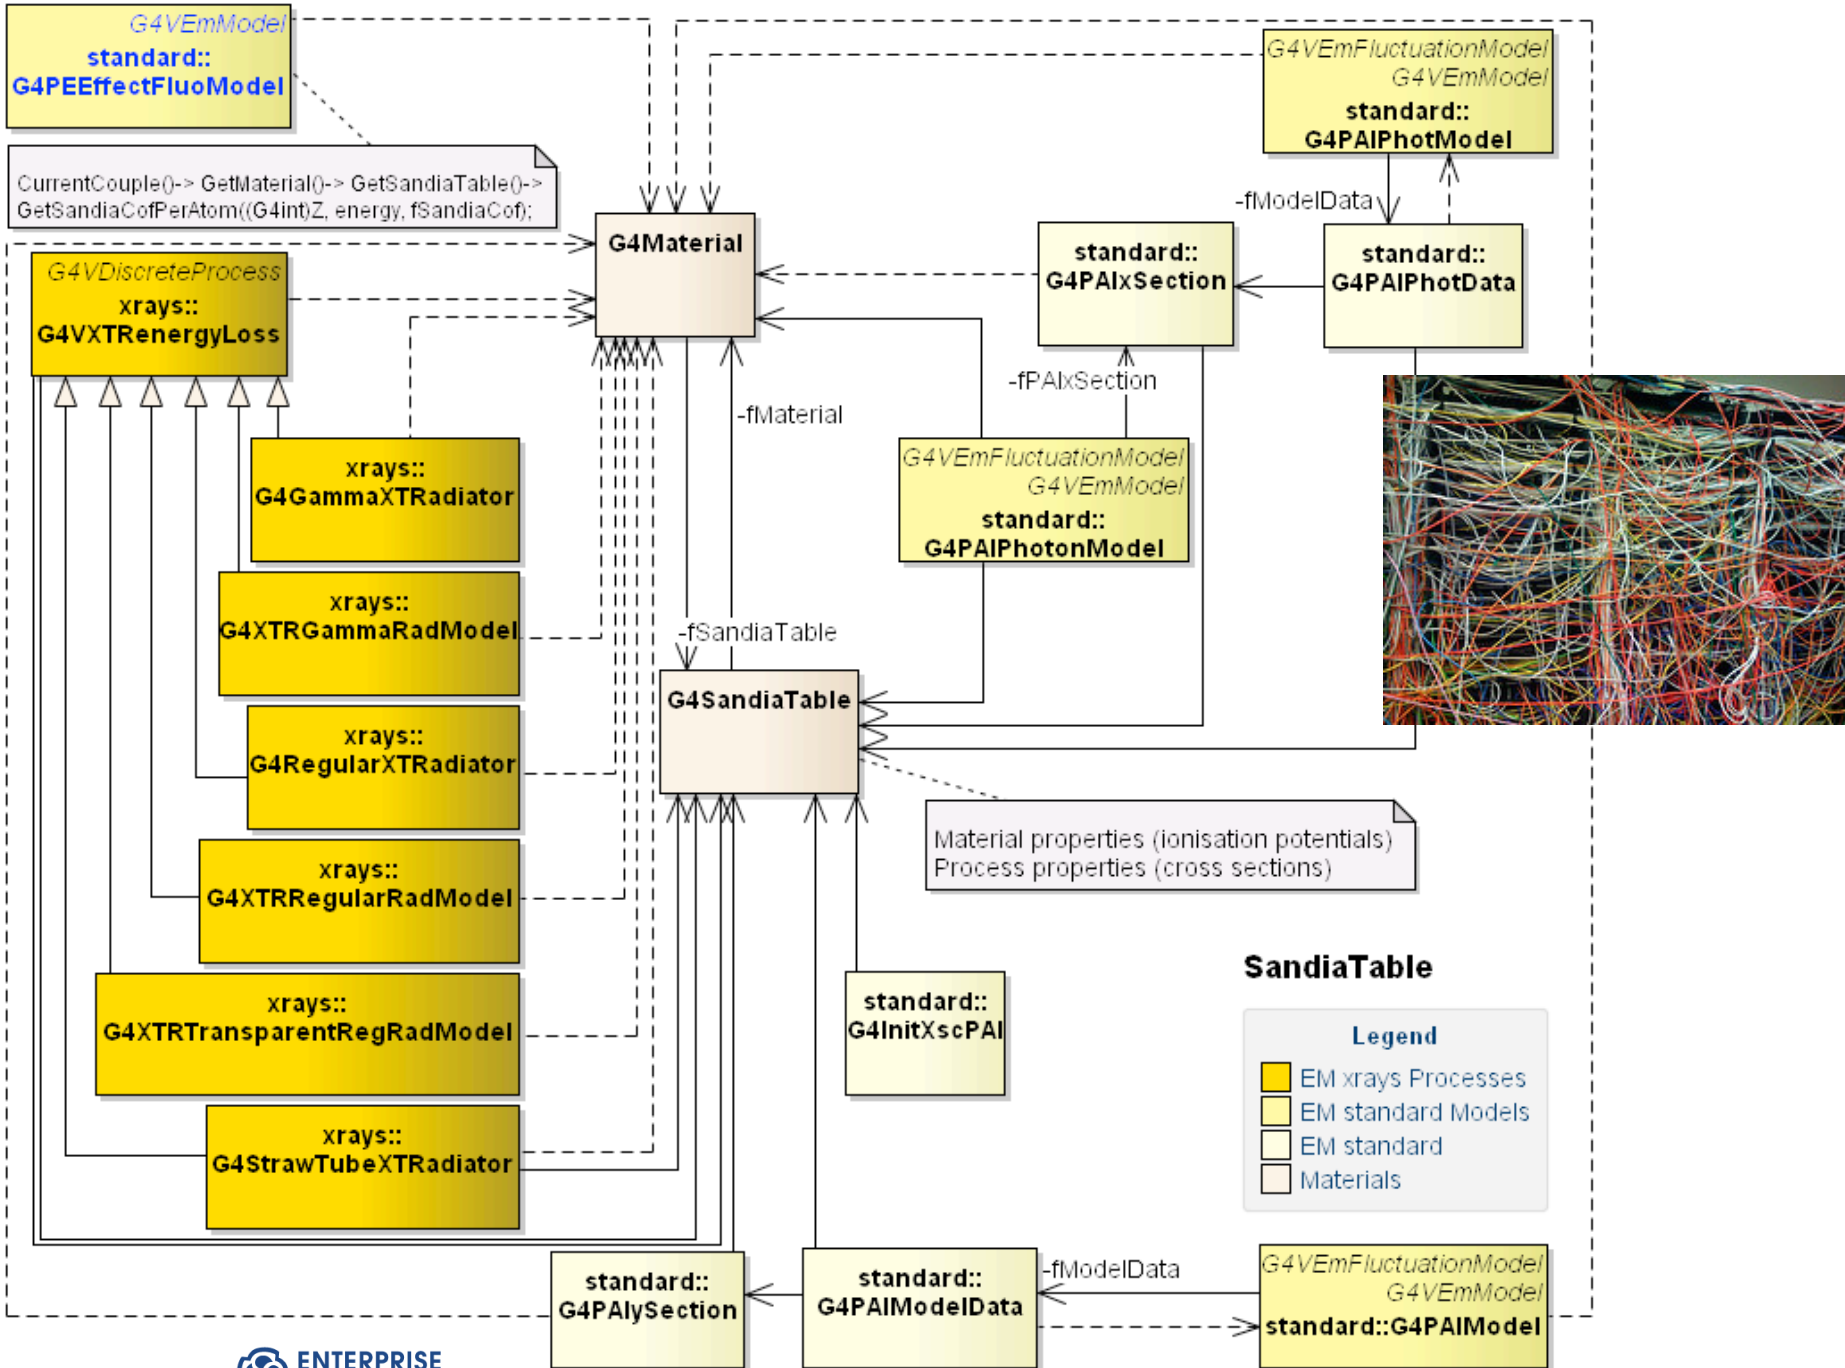 G4VEmModel
standard::
G4PEEffectFluoModel
CurrentCouple()-> GetMaterial()-> GetSandiaTable()->
GetSandiaCofPerAtom((G4int)Z, energy, fSandiaCof);
G4VEmFluctuationModel
G4VEmModel
standard::
G4PAIPhotModel
-fModelData
G4Material
standard::
G4PAIxSection
standard::
G4PAIPhotData
G4VDiscreteProcess
xrays::
G4VXTRenergyLoss
-fPAIxSection
-fMaterial
xrays::
G4GammaXTRadiator
G4VEmFluctuationModel
G4VEmModel
standard::
G4PAIPhotonModel
xrays::
G4XTRGammaRadModel
-fSandiaTable
G4SandiaTable
xrays::
G4RegularXTRadiator
Material properties (ionisation potentials)
Process properties (cross sections)
xrays::
G4XTRRegularRadModel
xrays::
G4XTRTransparentRegRadModel
standard::
G4InitXscPAI
SandiaTable
Legend
EM xrays Processes
EM standard Models
EM standard
Materials
xrays::
G4StrawTubeXTRadiator
standard::
G4PAIySection
standard::
G4PAIModelData
-fModelData
G4VEmFluctuationModel
G4VEmModel
standard::G4PAIModel
ENTERPRISE